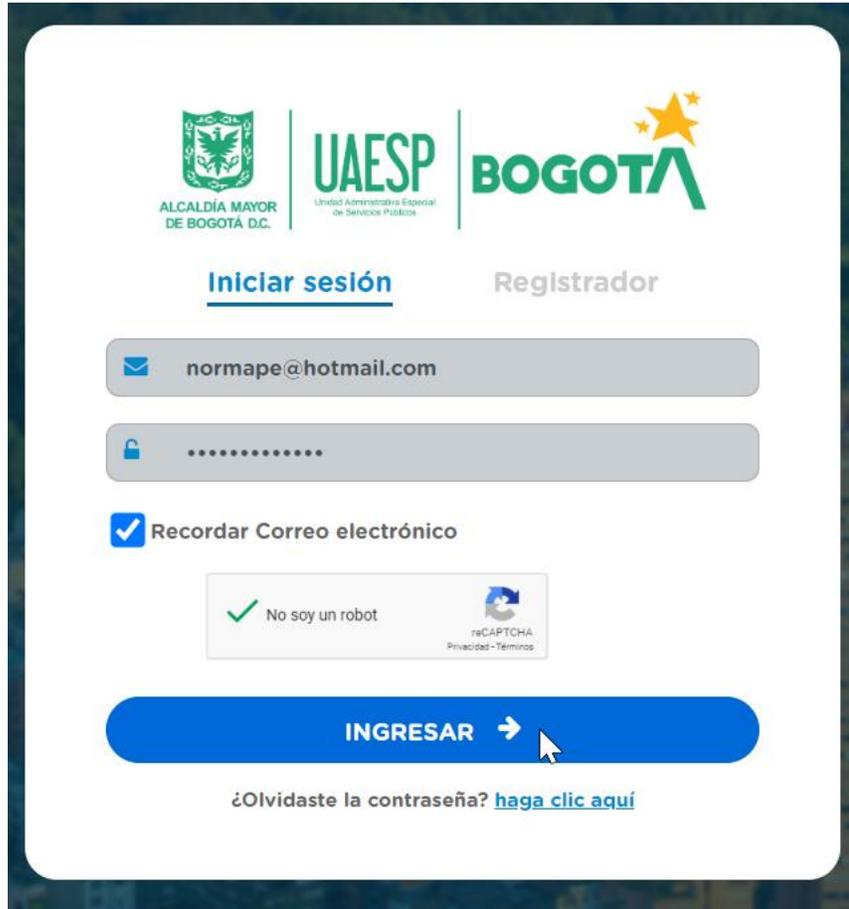 ALCALDÍA MAYOR
DE BOGOTÁ D.C.
UAESP
Unidad Administrativa Especial
de Servicios Públicos
BOGOTÁ
Iniciar sesión
Registrador
normape@hotmail.com
•••••••••••••
Recordar Correo electrónico
No soy un robot
reCAPTCHA
Privacidad - Términos
INGRESAR
¿Olvidaste la contraseña? haga clic aquí